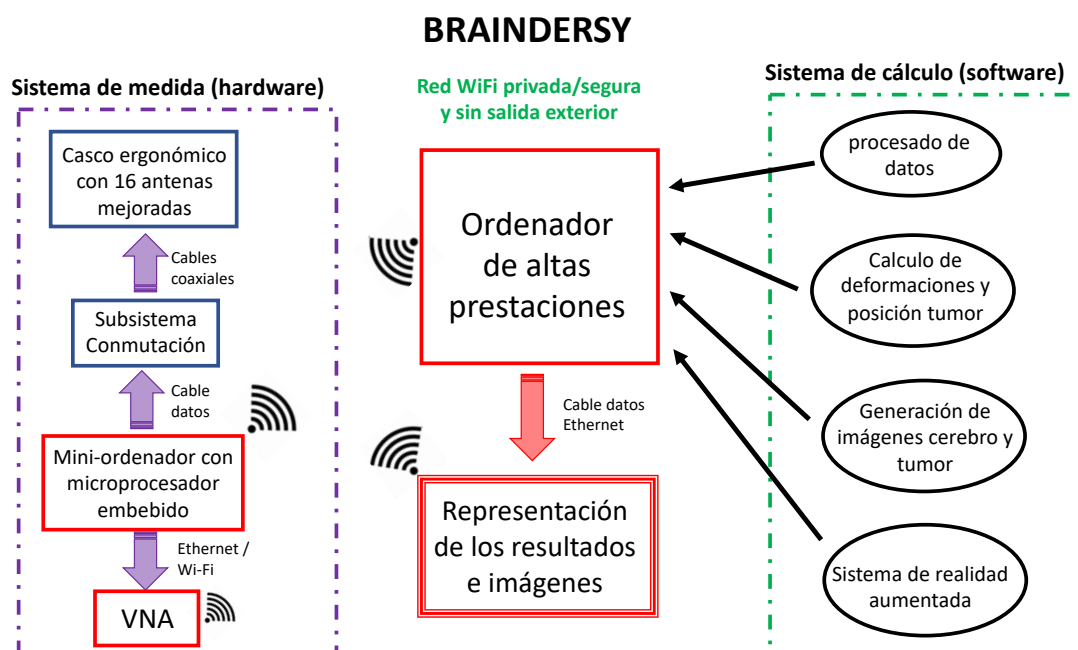 BRAINDERSY
Sistema de medida (hardware)
Casco ergonómico
con 16 antenas
mejoradas
Cables
coaxiales
Subsistema
Conmutación
Cable
datos
Mini-ordenador con
microprocesador
embebido
Ethernet /
Wi-Fi
VNA
Red WiFi privada/segura
y sin salida exterior
Ordenador
de altas
prestaciones
Cable datos
Ethernet
Representación
de los resultados
e imágenes
Sistema de cálculo (software)
procesado de
datos
Calculo de
deformaciones y
posición tumor
Generación de
imágenes cerebro y
tumor
Sistema de realidad
aumentada